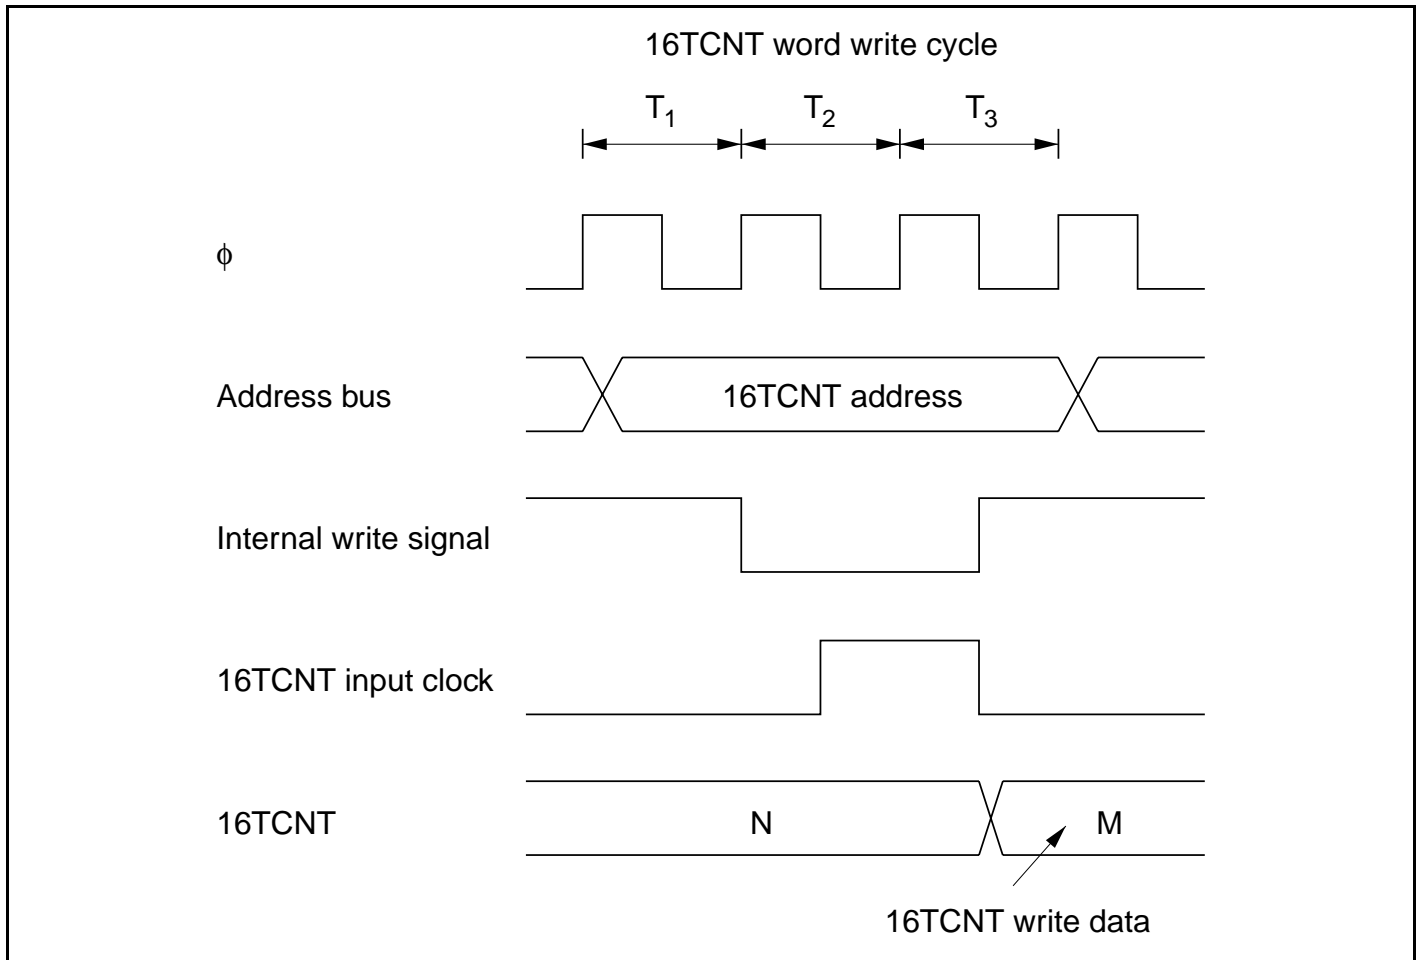 16TCNT word write cycle
T1 T2 T3
ϕ
Address bus 16TCNT address
Internal write signal
16TCNT input clock
16TCNT N M
16TCNT write data